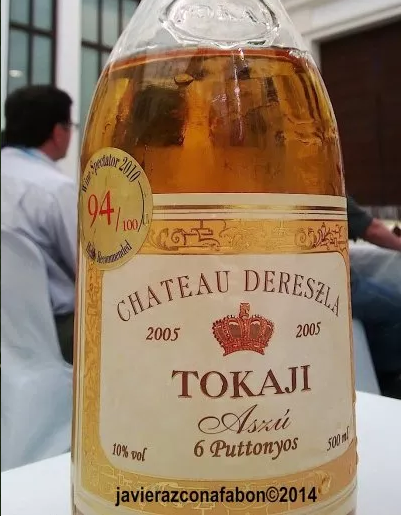 TOKAJ
Wine Spectator 2010
94/100
Highly Recommended
CHATEAU DERESZLA
2005 2005
TOKAJI
Aszú
6 Puttonyos
10% vol 500 ml
javierazconafabon©2014